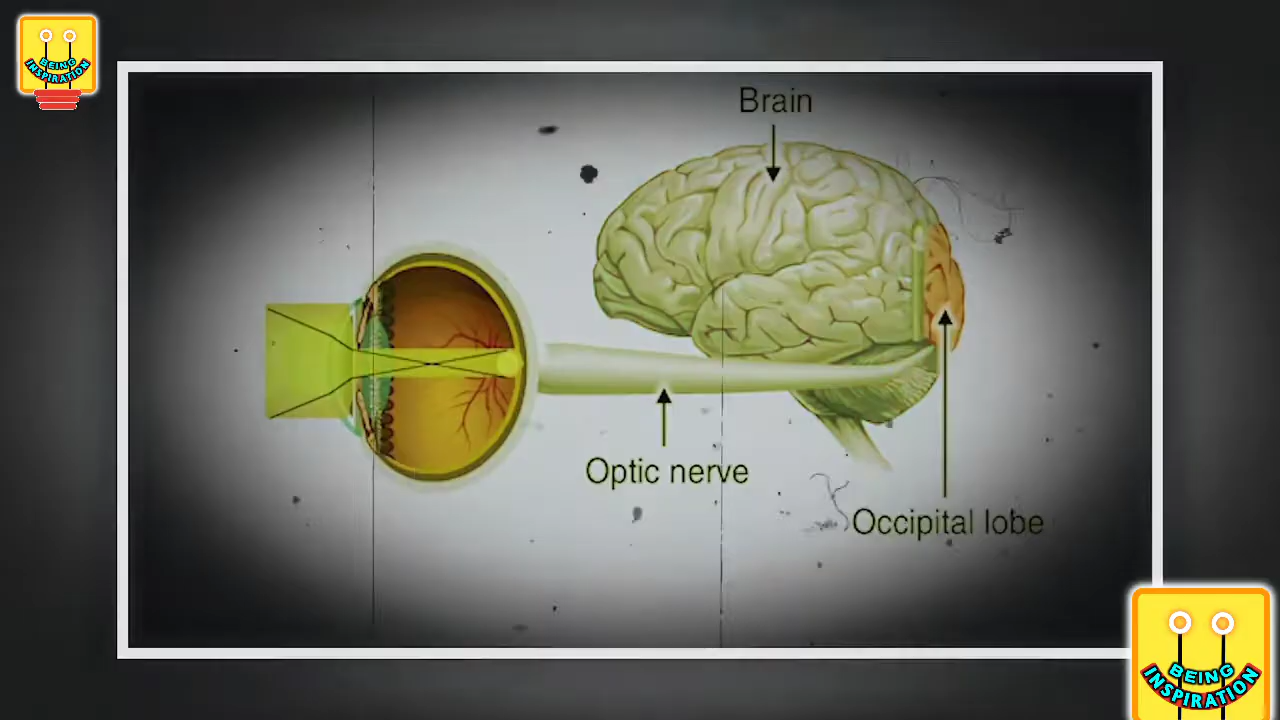 BEING
INSPIRATION
Brain
Optic nerve
Occipital lobe
BEING
INSPIRATION